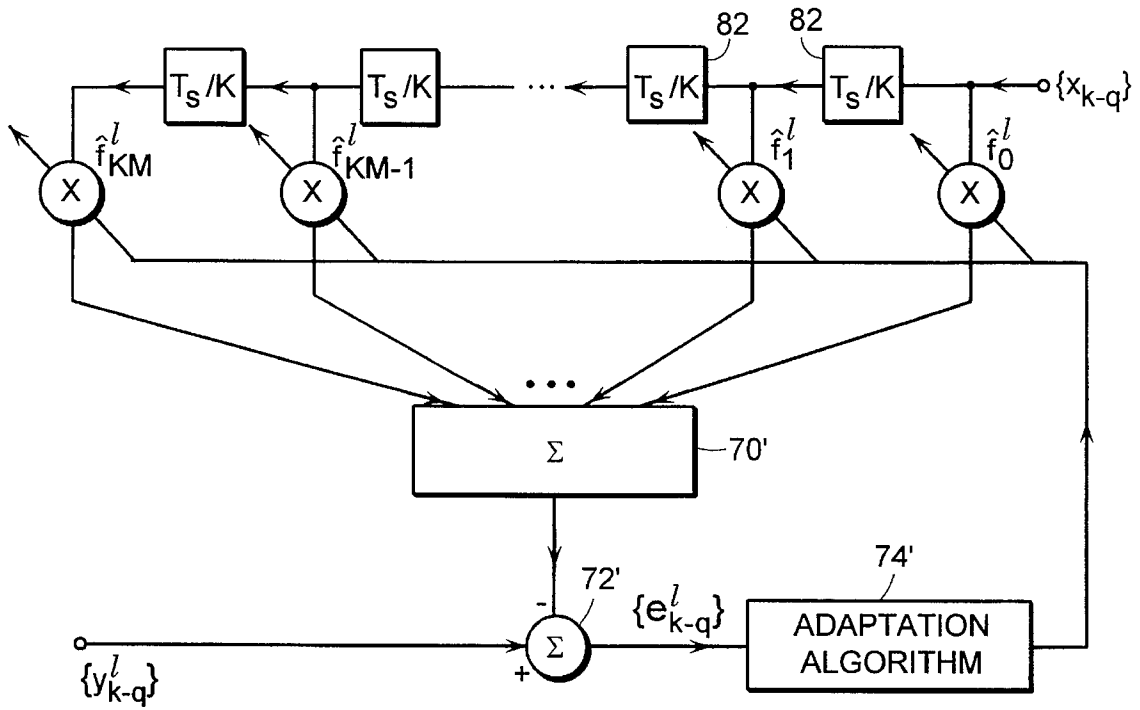 82 82
T_s/K T_s/K ... T_s/K T_s/K {x_{k-q}}
f̂^l_{KM} f̂^l_{KM-1} f̂^l_1 f̂^l_0
X X X X
• • •
Σ 70'
72' 74'
- {e^l_{k-q}}
Σ ADAPTATION
+ ALGORITHM
{y^l_{k-q}}